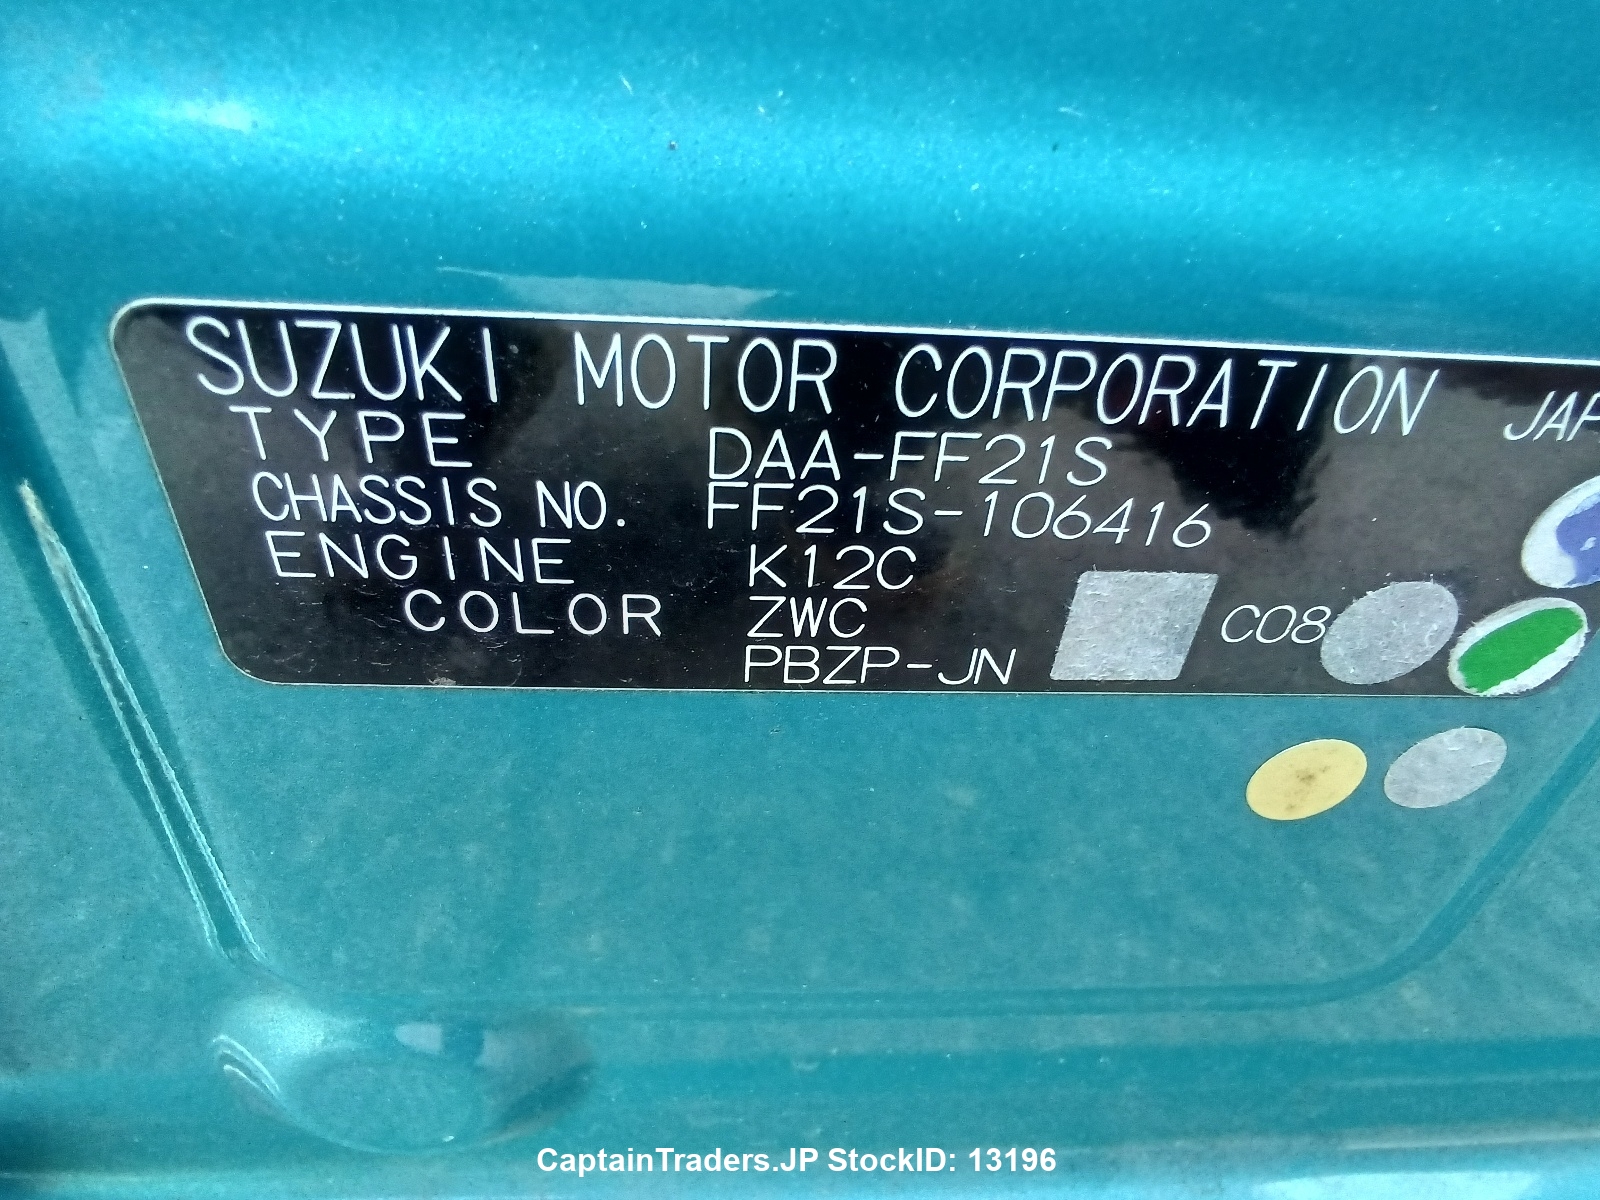 SUZUKI MOTOR CORPORATION JAP
TYPE DAA-FF21S
CHASSIS NO. FF21S-106416
ENGINE K12C
COLOR ZWC C08
PBZP-JN
CaptainTraders.JP StockID: 13196